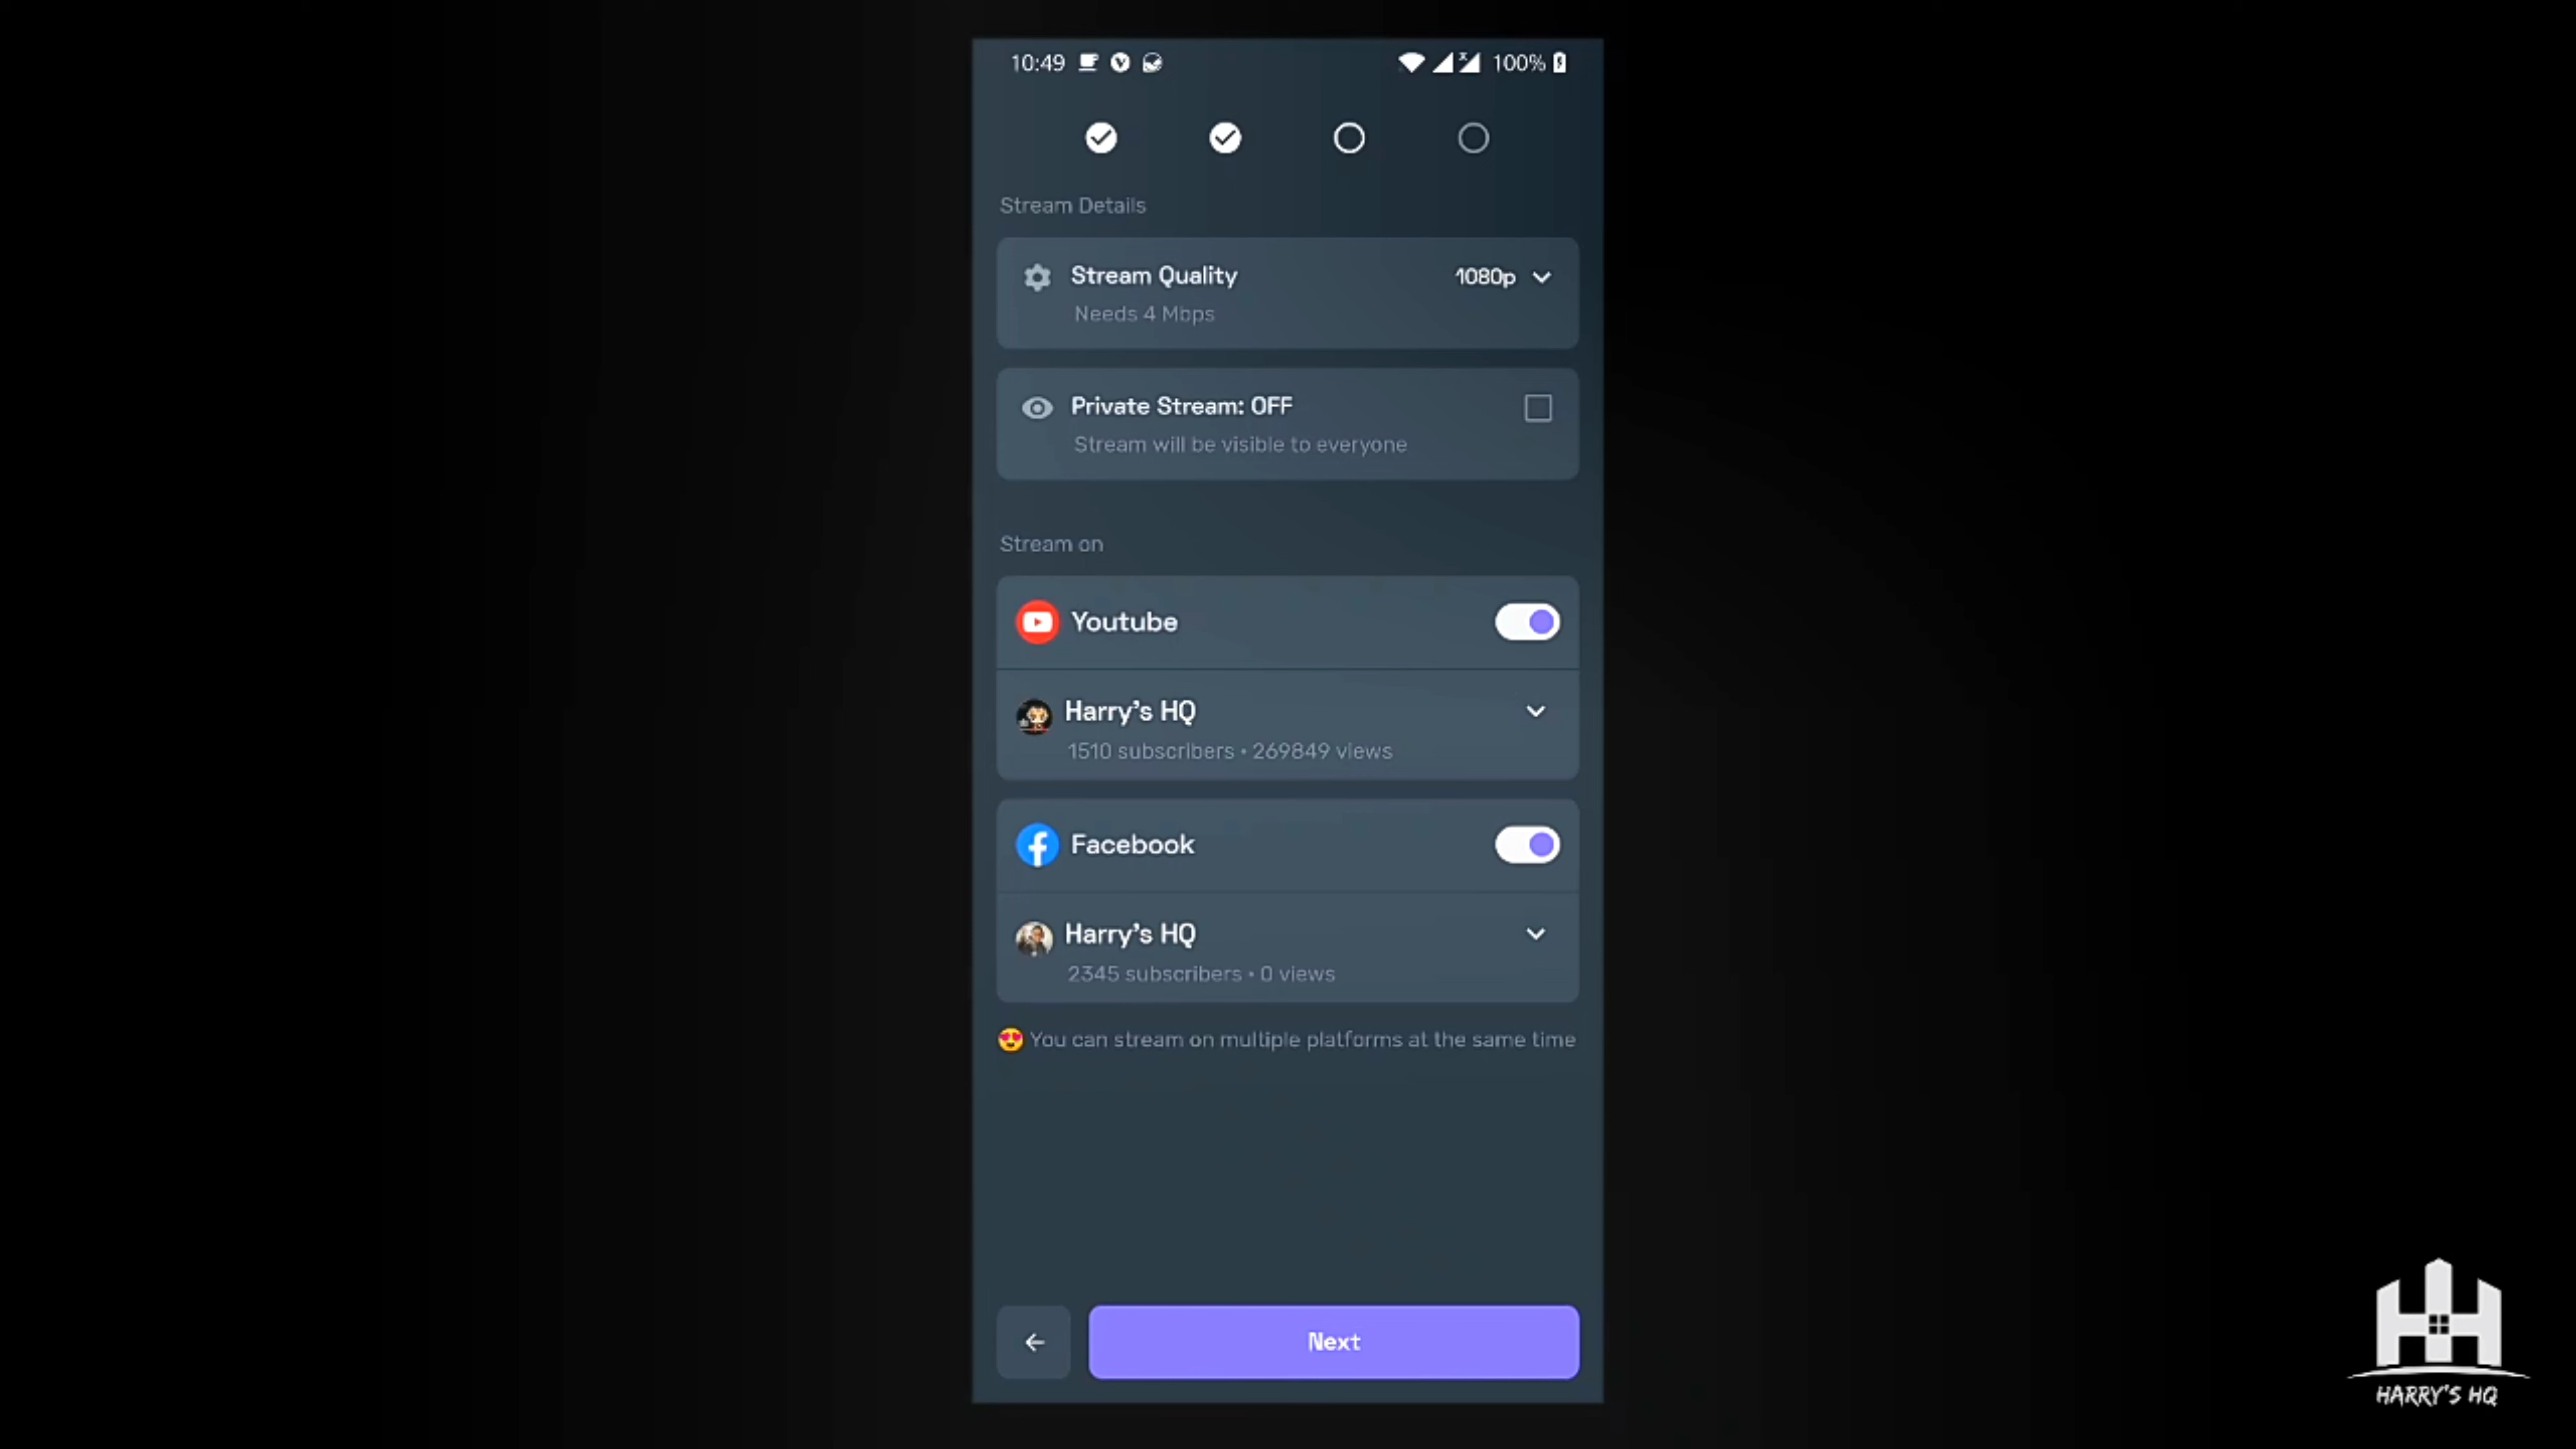 10:49
100%
Stream Details
Stream Quality
1080p
Needs 4 Mbps
Private Stream: OFF
Stream will be visible to everyone
Stream on
Youtube
Harry's HQ
1510 subscribers • 269849 views
Facebook
Harry's HQ
2345 subscribers • 0 views
😍 You can stream on multiple platforms at the same time
Next
HARRY'S HQ